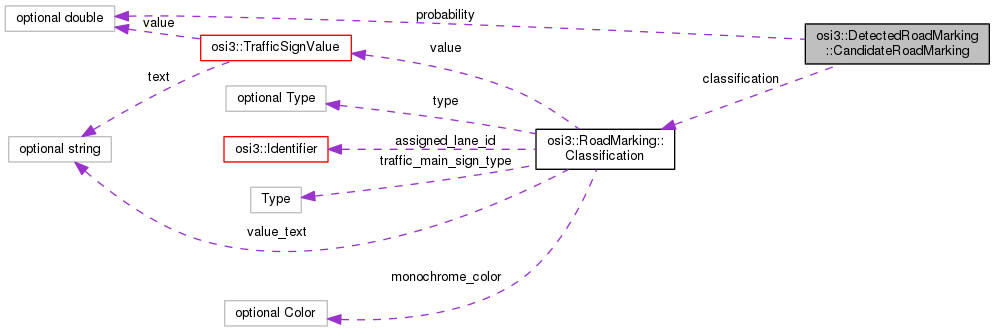 optional double
probability
value
osi3::DetectedRoadMarking
::CandidateRoadMarking
osi3::TrafficSignValue
value
text
classification
optional Type
type
optional string
osi3::Identifier
assigned_lane_id
osi3::RoadMarking::
Classification
traffic_main_sign_type
Type
value_text
monochrome_color
optional Color